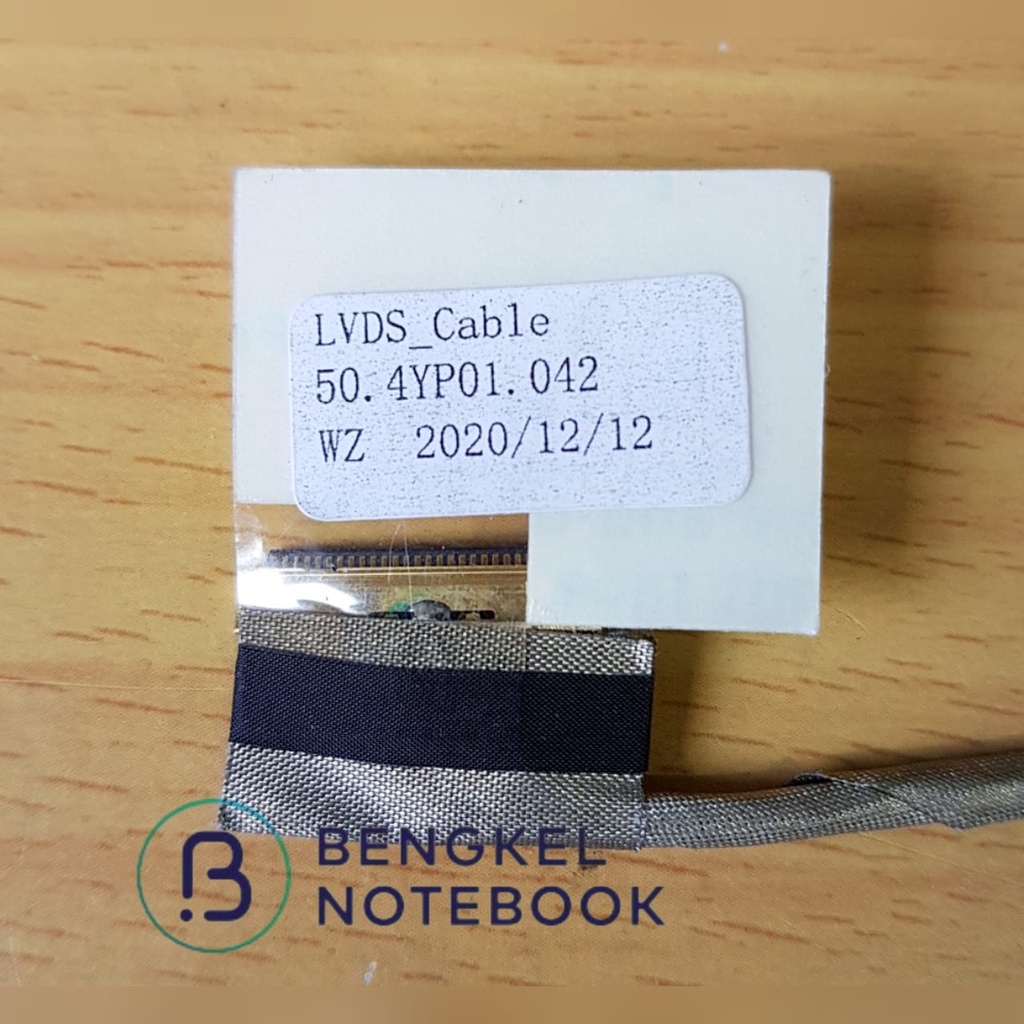 LVDS_Cable
50.4YP01.042
WZ 2020/12/12
BENGKEL
NOTEBOOK